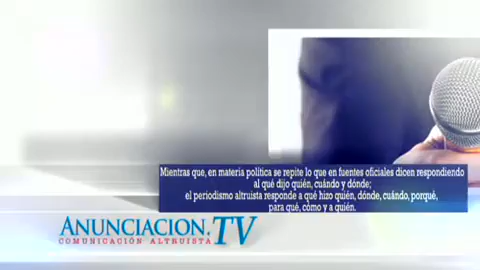 Mientras que, en materia política se repite lo que en fuentes oficiales dicen respondiendo
al qué dijo quién, cuándo y dónde;
el periodismo altruista responde a qué hizo quién, dónde, cuándo, porqué,
para qué, cómo y a quién.
ANUNCIACION.TV
COMUNICACIÓN ALTRUISTA